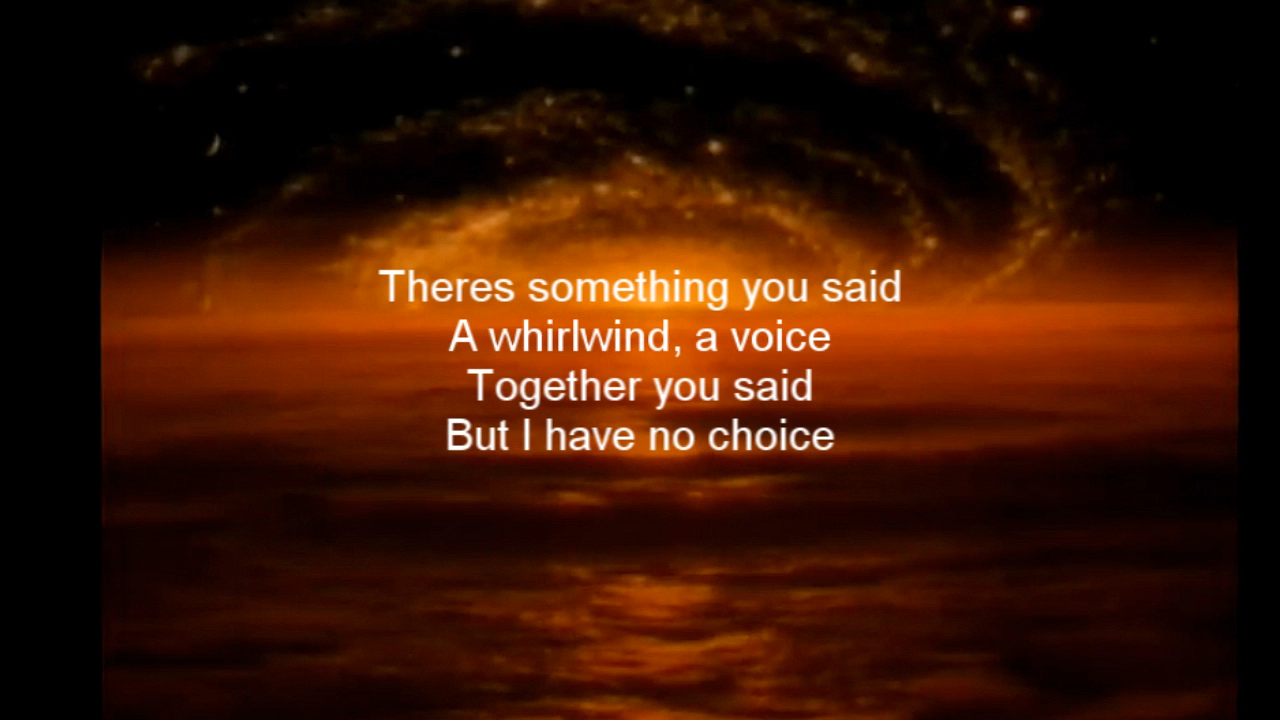 Theres something you said
A whirlwind, a voice
Together you said
But I have no choice